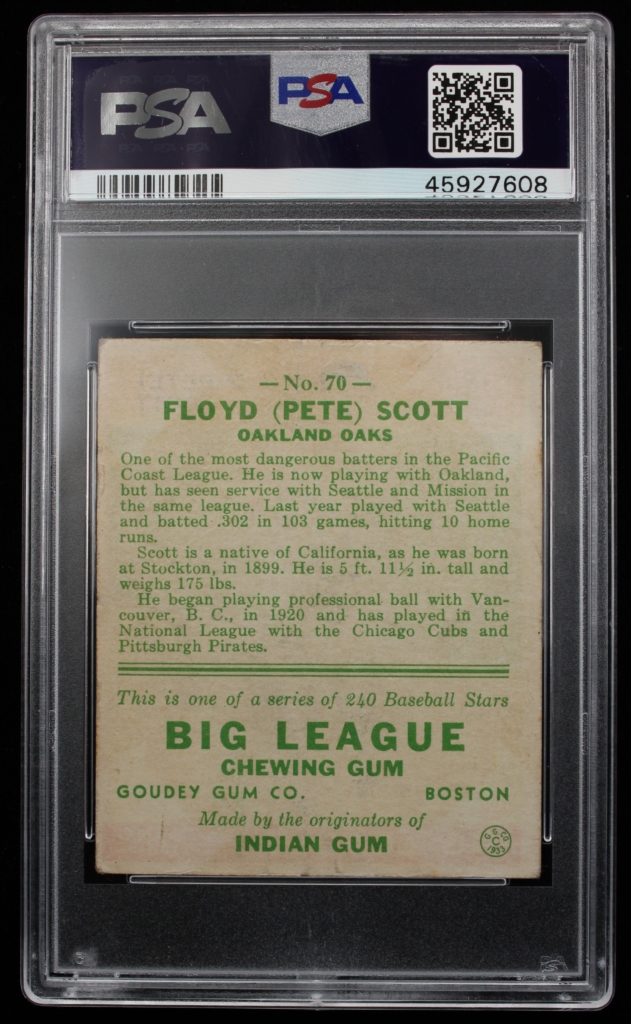 PSA
PSA
45927608
— No. 70 —
FLOYD (PETE) SCOTT
OAKLAND OAKS
One of the most dangerous batters in the Pacific
Coast League. He is now playing with Oakland,
but has seen service with Seattle and Mission in
the same league. Last year played with Seattle
and batted .302 in 103 games, hitting 10 home
runs.
Scott is a native of California, as he was born
at Stockton, in 1899. He is 5 ft. 11½ in. tall and
weighs 175 lbs.
He began playing professional ball with Van-
couver, B. C., in 1920 and has played in the
National League with the Chicago Cubs and
Pittsburgh Pirates.
This is one of a series of 240 Baseball Stars
BIG LEAGUE
CHEWING GUM
GOUDEY GUM CO. BOSTON
Made by the originators of
INDIAN GUM
G.G.CO.
C
1933